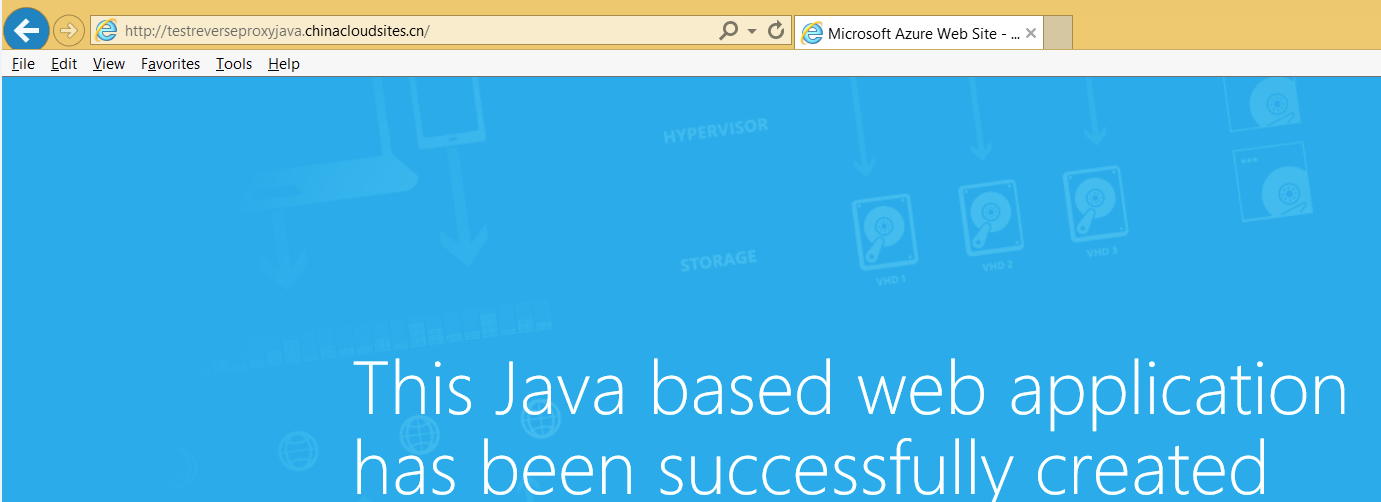 http://testreverseproxyjava.chinacloudsites.cn/
Microsoft Azure Web Site - ...
File Edit View Favorites Tools Help
HYPERVISOR
STORAGE
VHD 1
VHD 2
VHD 3
This Java based web application
has been successfully created